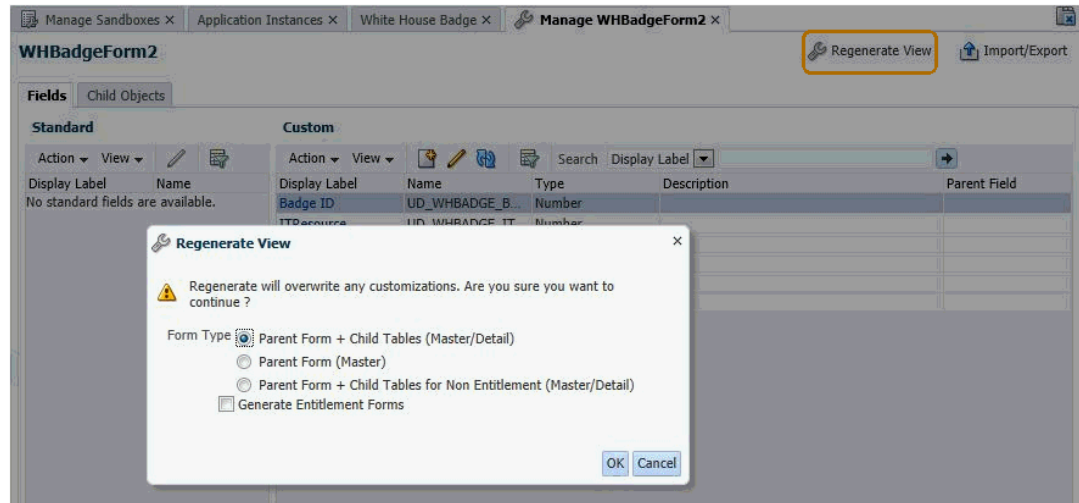 Manage Sandboxes × Application Instances × White House Badge × Manage WHBadgeForm2 ×
WHBadgeForm2 Regenerate View Import/Export
Fields Child Objects
Standard Custom
Action View Action View Search Display Label
Display Label Name Display Label Name Type Description Parent Field
No standard fields are available. Badge ID UD_WHBADGE_B... Number
ITResource UD_WHBADGE_IT... Number
Regenerate View ×
Regenerate will overwrite any customizations. Are you sure you want to
continue ?
Form Type Parent Form + Child Tables (Master/Detail)
Parent Form (Master)
Parent Form + Child Tables for Non Entitlement (Master/Detail)
Generate Entitlement Forms
OK Cancel